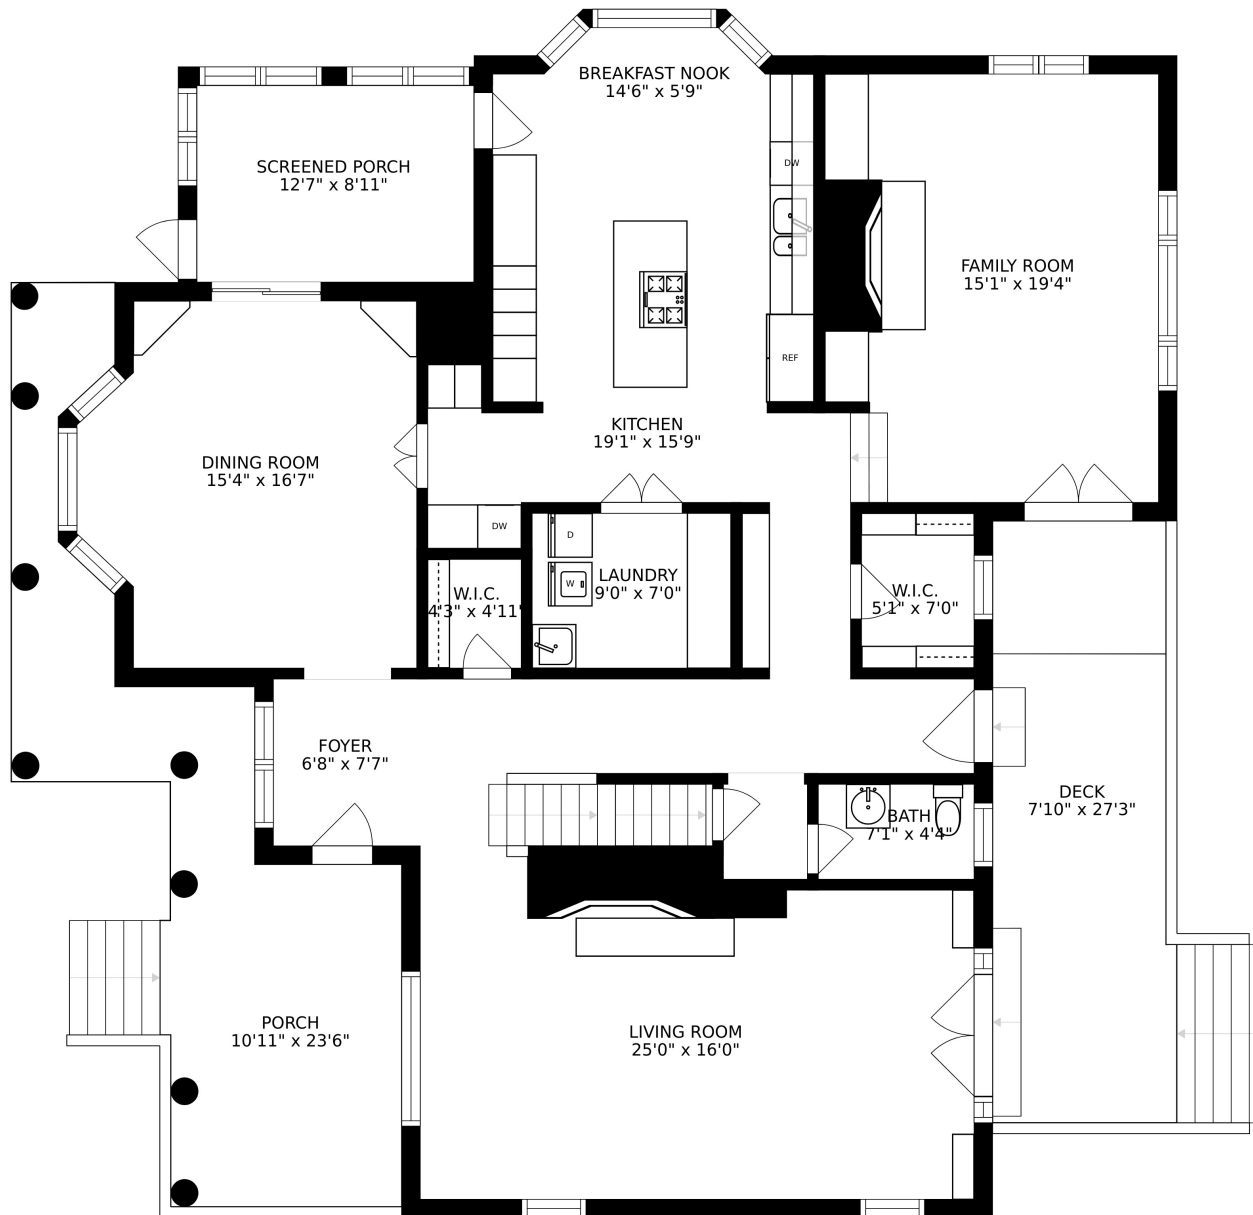 BREAKFAST NOOK
14'6" x 5'9"
SCREENED PORCH
12'7" x 8'11"
DW
FAMILY ROOM
15'1" x 19'4"
REF
KITCHEN
19'1" x 15'9"
DINING ROOM
15'4" x 16'7"
DW
D
W
LAUNDRY
9'0" x 7'0"
W.I.C.
4'3" x 4'11"
W.I.C.
5'1" x 7'0"
FOYER
6'8" x 7'7"
DECK
7'10" x 27'3"
BATH
7'1" x 4'4"
PORCH
10'11" x 23'6"
LIVING ROOM
25'0" x 16'0"